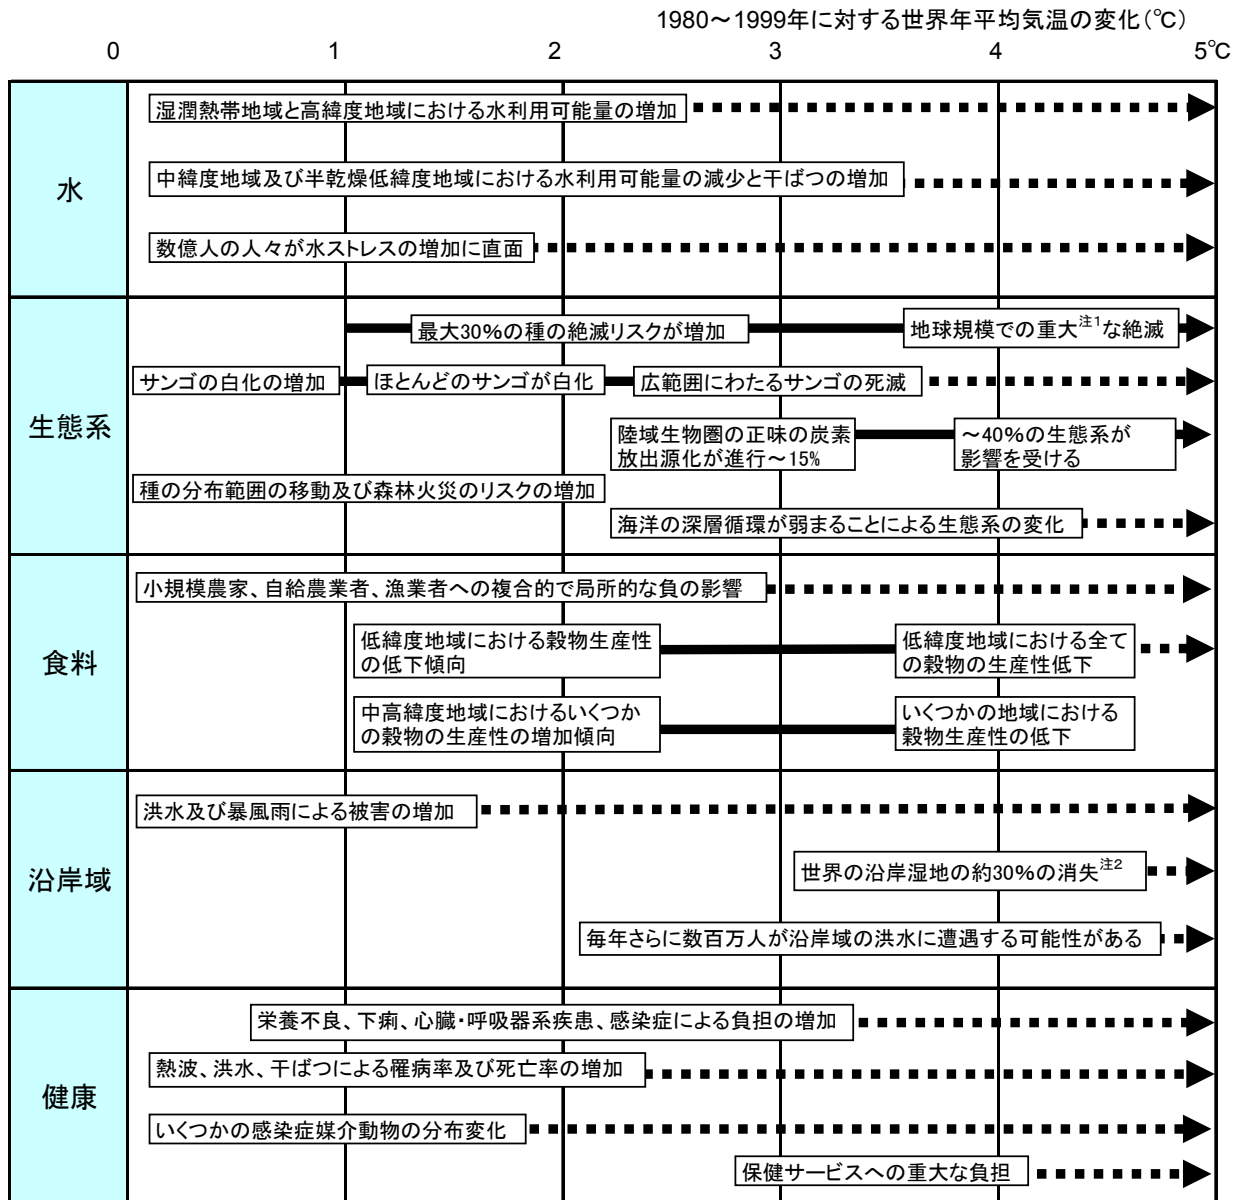 1980～1999年に対する世界年平均気温の変化(℃)
0 1 2 3 4 5℃
水
湿潤熱帯地域と高緯度地域における水利用可能量の増加
中緯度地域及び半乾燥低緯度地域における水利用可能量の減少と干ばつの増加
数億人の人々が水ストレスの増加に直面
生態系
最大30%の種の絶滅リスクが増加
地球規模での重大注1な絶滅
サンゴの白化の増加
ほとんどのサンゴが白化
広範囲にわたるサンゴの死滅
陸域生物圏の正味の炭素
放出源化が進行～15%
～40%の生態系が
影響を受ける
種の分布範囲の移動及び森林火災のリスクの増加
海洋の深層循環が弱まることによる生態系の変化
食料
小規模農家、自給農業者、漁業者への複合的で局所的な負の影響
低緯度地域における穀物生産性
の低下傾向
低緯度地域における全て
の穀物の生産性低下
中高緯度地域におけるいくつか
の穀物の生産性の増加傾向
いくつかの地域における
穀物生産性の低下
沿岸域
洪水及び暴風雨による被害の増加
世界の沿岸湿地の約30%の消失注2
毎年さらに数百万人が沿岸域の洪水に遭遇する可能性がある
健康
栄養不良、下痢、心臓・呼吸器系疾患、感染症による負担の増加
熱波、洪水、干ばつによる罹病率及び死亡率の増加
いくつかの感染症媒介動物の分布変化
保健サービスへの重大な負担